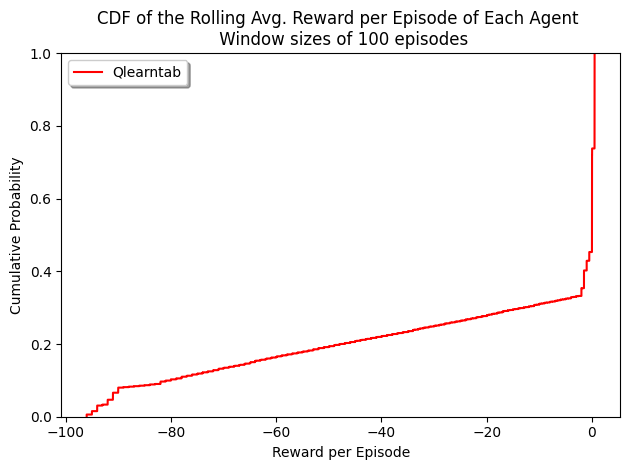 CDF of the Rolling Avg. Reward per Episode of Each Agent
Window sizes of 100 episodes
1.0
Qlearntab
0.8
0.6
0.4
0.2
0.0
Cumulative Probability
−100
−80
−60
−40
−20
0
Reward per Episode